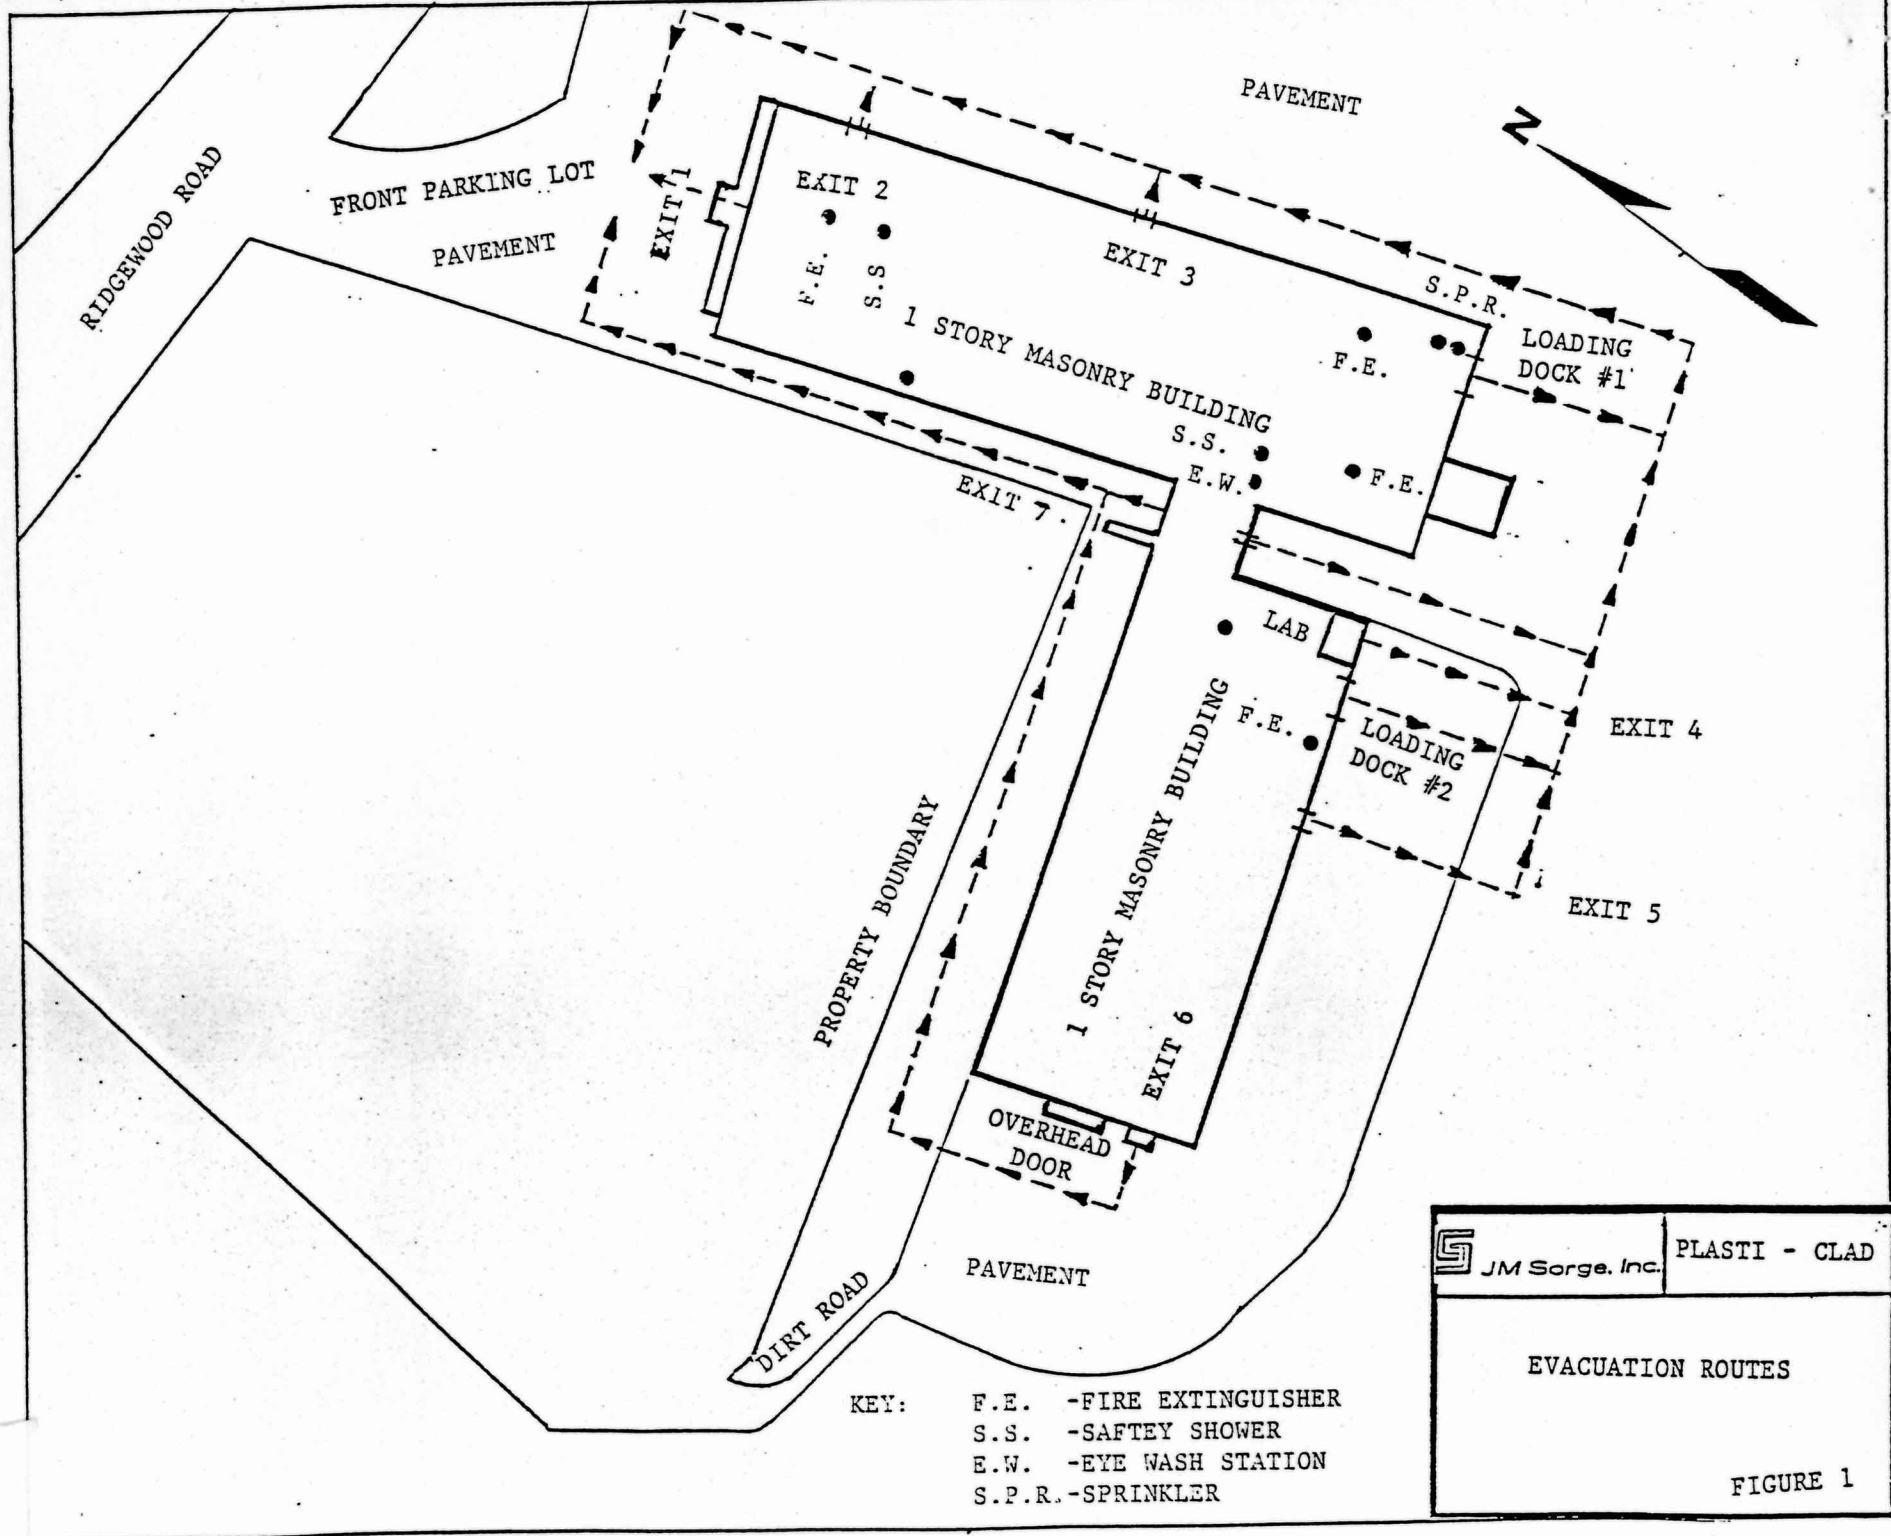 PAVEMENT
N
RIDGEWOOD ROAD
FRONT PARKING LOT
PAVEMENT
EXIT 1
EXIT 2
F.E.
S.S
EXIT 3
S.P.R.
LOADING
DOCK #1
1 STORY MASONRY BUILDING
F.E.
S.S.
E.W.
F.E.
EXIT 7.
LAB
F.E.
LOADING
DOCK #2
EXIT 4
EXIT 5
1 STORY MASONRY BUILDING
PROPERTY BOUNDARY
EXIT 6
OVERHEAD
DOOR
PAVEMENT
DIRT ROAD
KEY:
F.E. -FIRE EXTINGUISHER
S.S. -SAFTEY SHOWER
E.W. -EYE WASH STATION
S.P.R.-SPRINKLER
JM Sorge, Inc.
PLASTI - CLAD
EVACUATION ROUTES
FIGURE 1